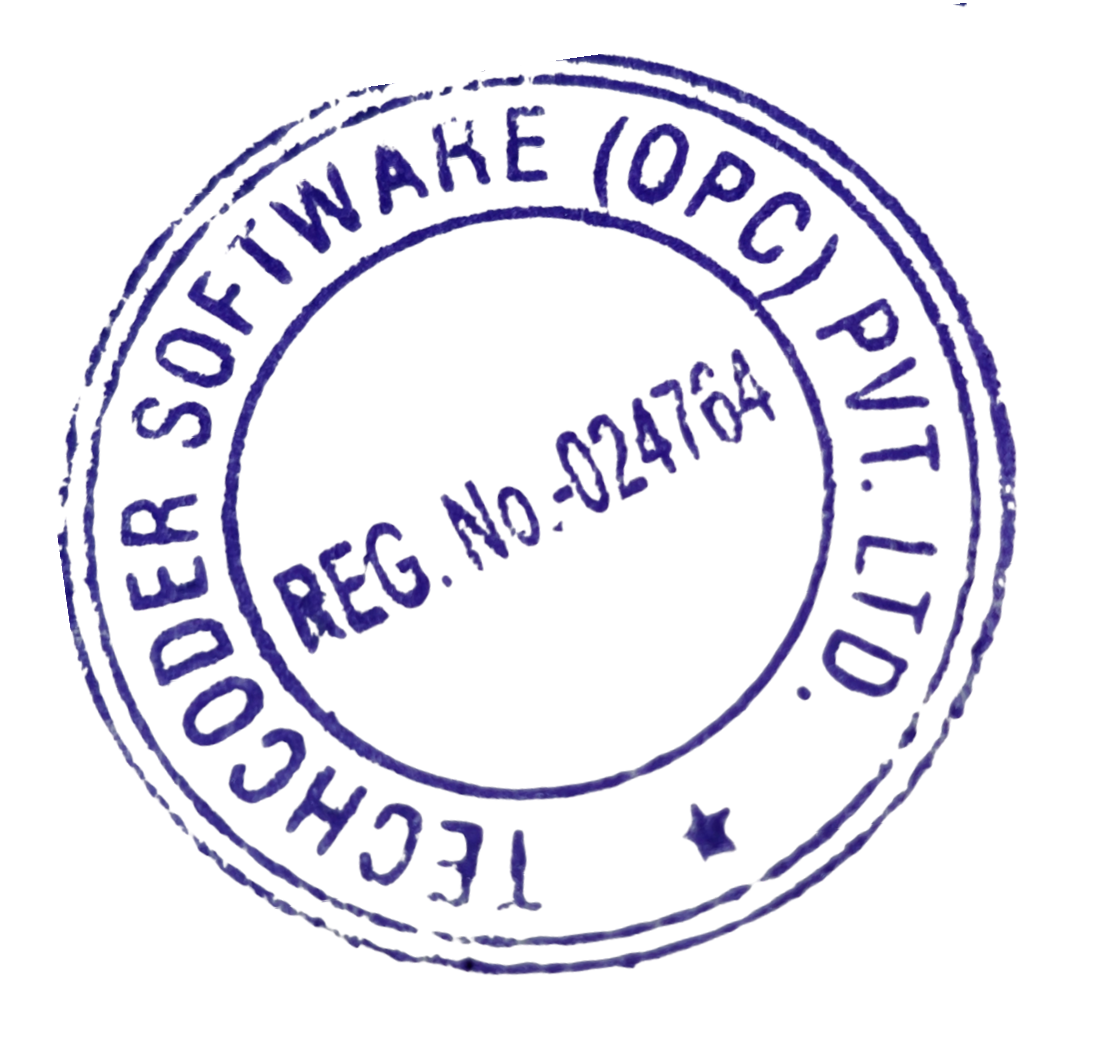 TECHCODER SOFTWARE (OPC) PVT. LTD.
REG. No.-024764